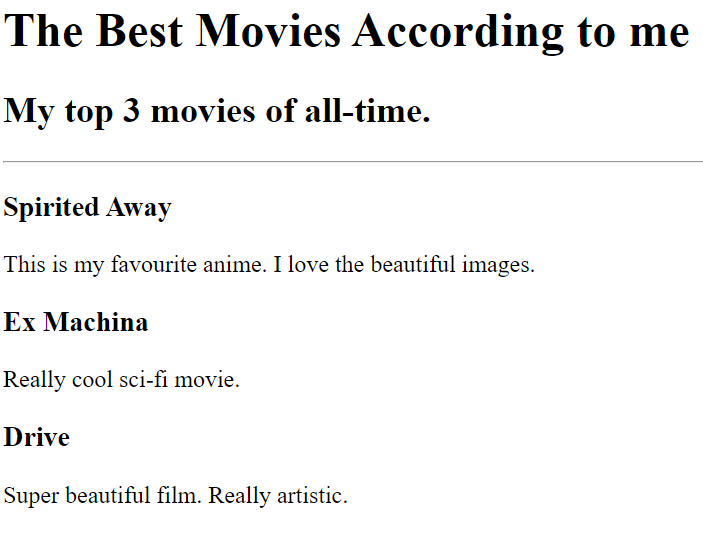 The Best Movies According to me
My top 3 movies of all-time.
Spirited Away
This is my favourite anime. I love the beautiful images.
Ex Machina
Really cool sci-fi movie.
Drive
Super beautiful film. Really artistic.